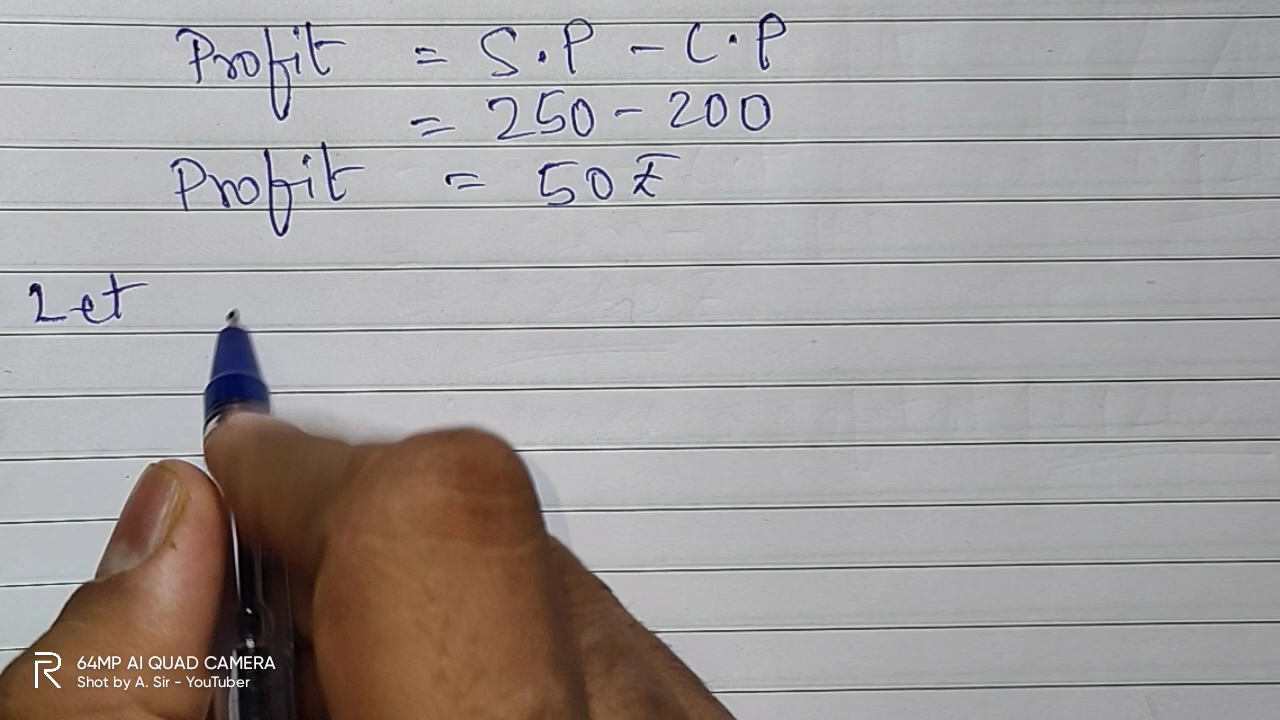 Profit = S.P - C.P
= 250 - 200
Profit = 50 ₹
Let
64MP AI QUAD CAMERA
Shot by A. Sir - YouTuber